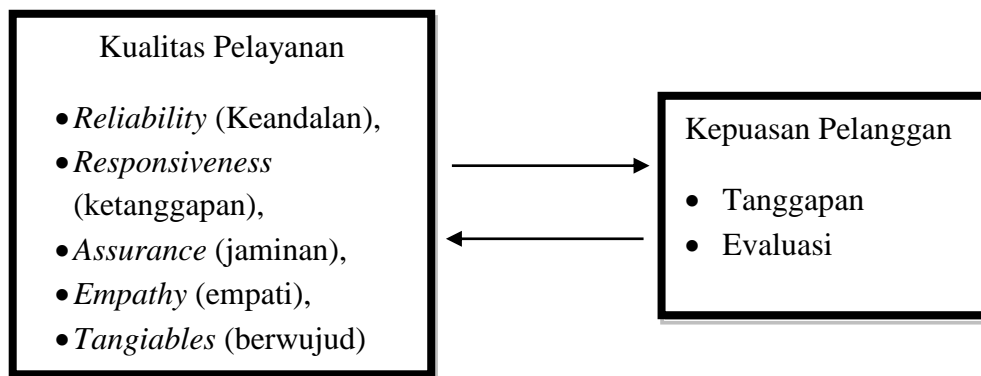 Kualitas Pelayanan
• Reliability (Keandalan),
• Responsiveness
(ketanggapan),
• Assurance (jaminan),
• Empathy (empati),
• Tangiables (berwujud)
Kepuasan Pelanggan
• Tanggapan
• Evaluasi